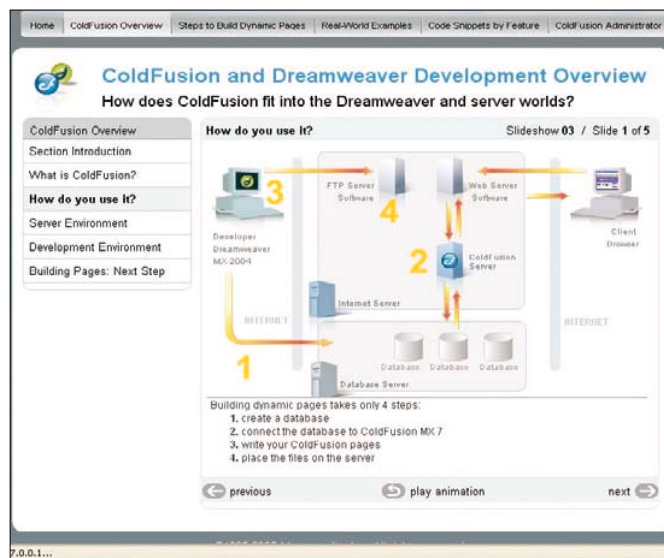 Home
ColdFusion Overview
Steps to Build Dynamic Pages
Real-World Examples
Code Snippets by Feature
ColdFusion Administrator
ColdFusion and Dreamweaver Development Overview
How does ColdFusion fit into the Dreamweaver and server worlds?
ColdFusion Overview
Section Introduction
What is ColdFusion?
How do you use it?
Server Environment
Development Environment
Building Pages: Next Step
How do you use it?
Slideshow 03 / Slide 1 of 5
3
FTP Server
Software
4
Web Server
Software
Developer
Dreamweaver
MX 2004
Client
Browser
2
ColdFusion
Server
Internet Server
INTERNET
INTERNET
1
Database
Database
Database
Database Server
Building dynamic pages takes only 4 steps:
1. create a database
2. connect the database to ColdFusion MX 7
3. write your ColdFusion pages
4. place the files on the server
previous
play animation
next
7.0.0.1...